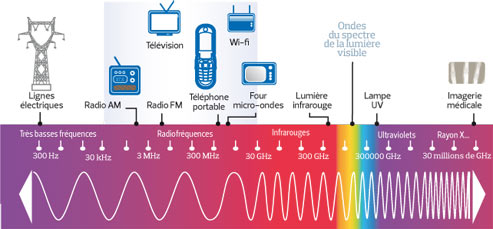 Ondes
du spectre
de la lumière
visible
Télévision
Wi-fi
Lignes
électriques
Radio AM
Radio FM
Téléphone
portable
Four
micro-ondes
Lumière
infrarouge
Lampe
UV
Imagerie
médicale
Très basses fréquences
Radiofréquences
Infrarouges
Ultraviolets
Rayon X...
300 Hz
30 kHz
3 MHz
300 MHz
30 GHz
300 GHz
300000 GHz
30 millions de GHz